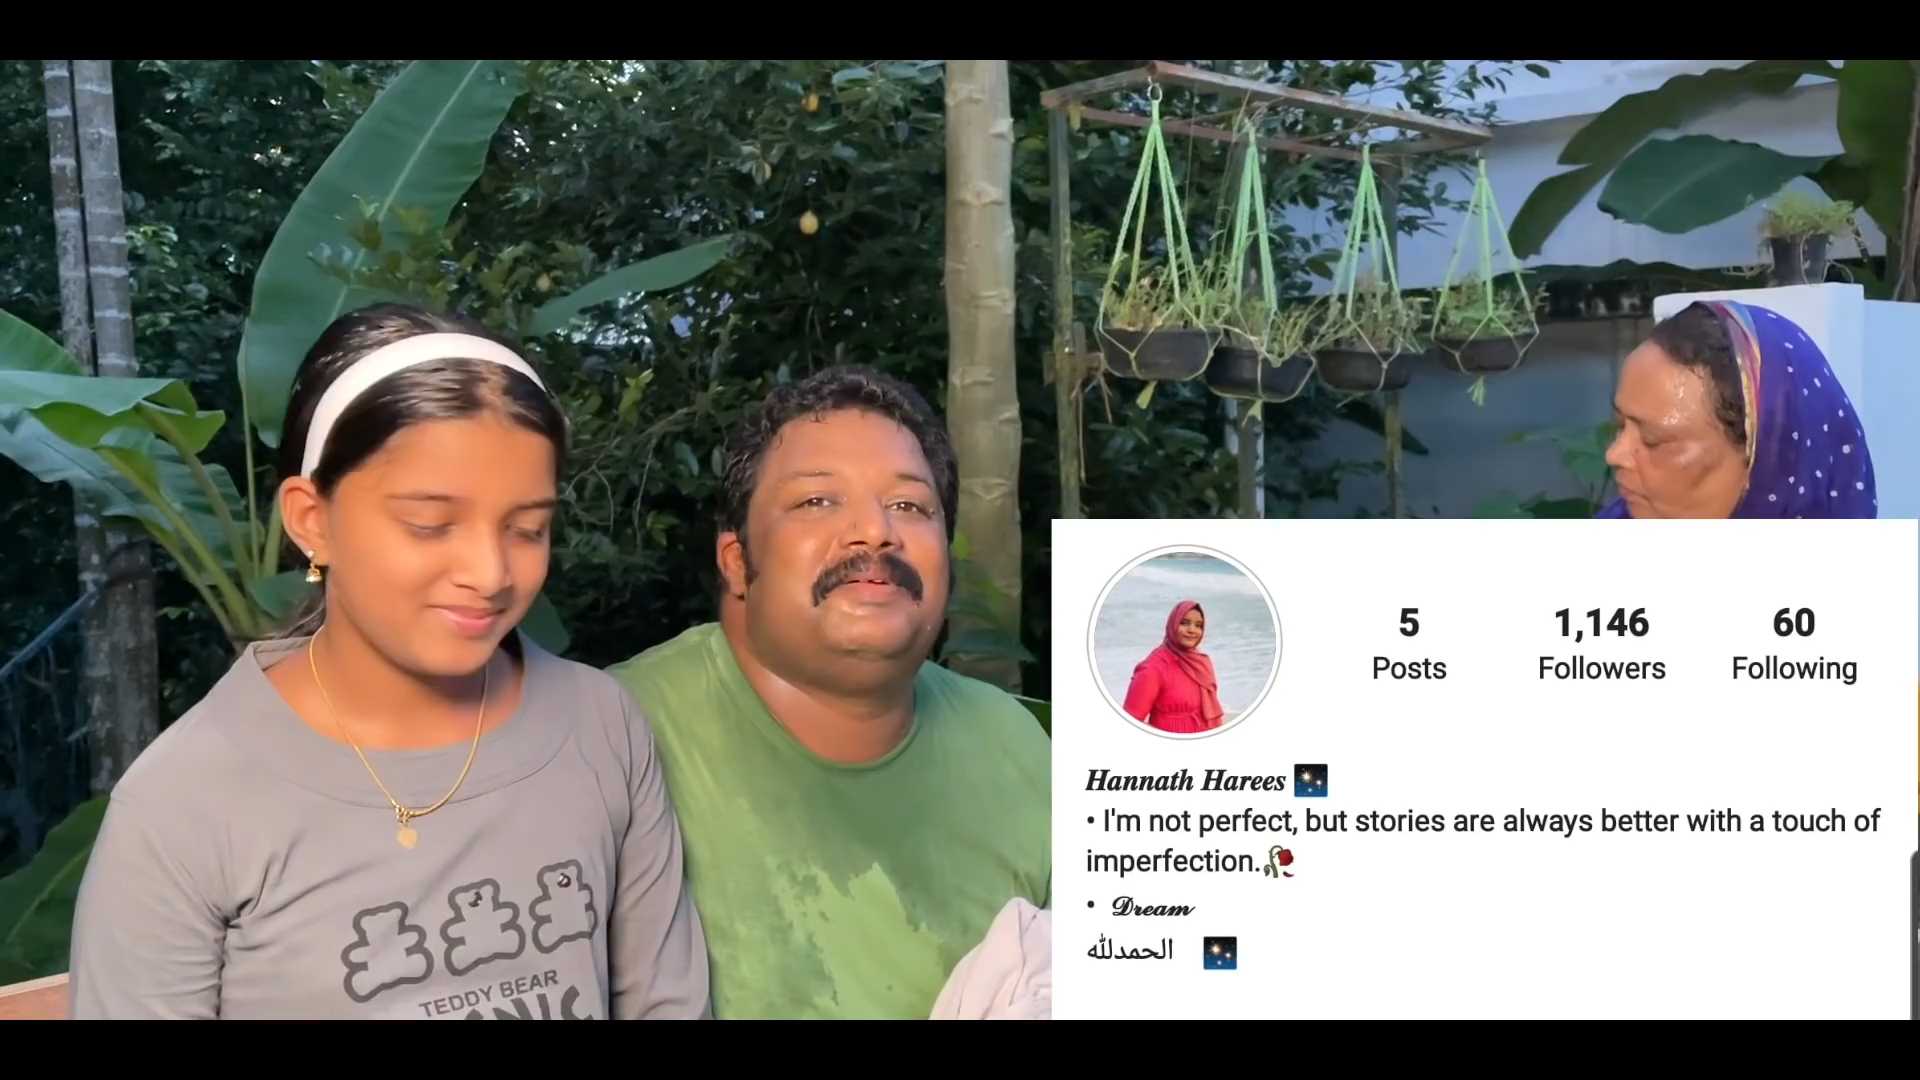 TEDDY BEAR
5 1,146 60
Posts Followers Following
Hannath Harees
• I'm not perfect, but stories are always better with a touch of
imperfection.
• Dream
الحمدلله